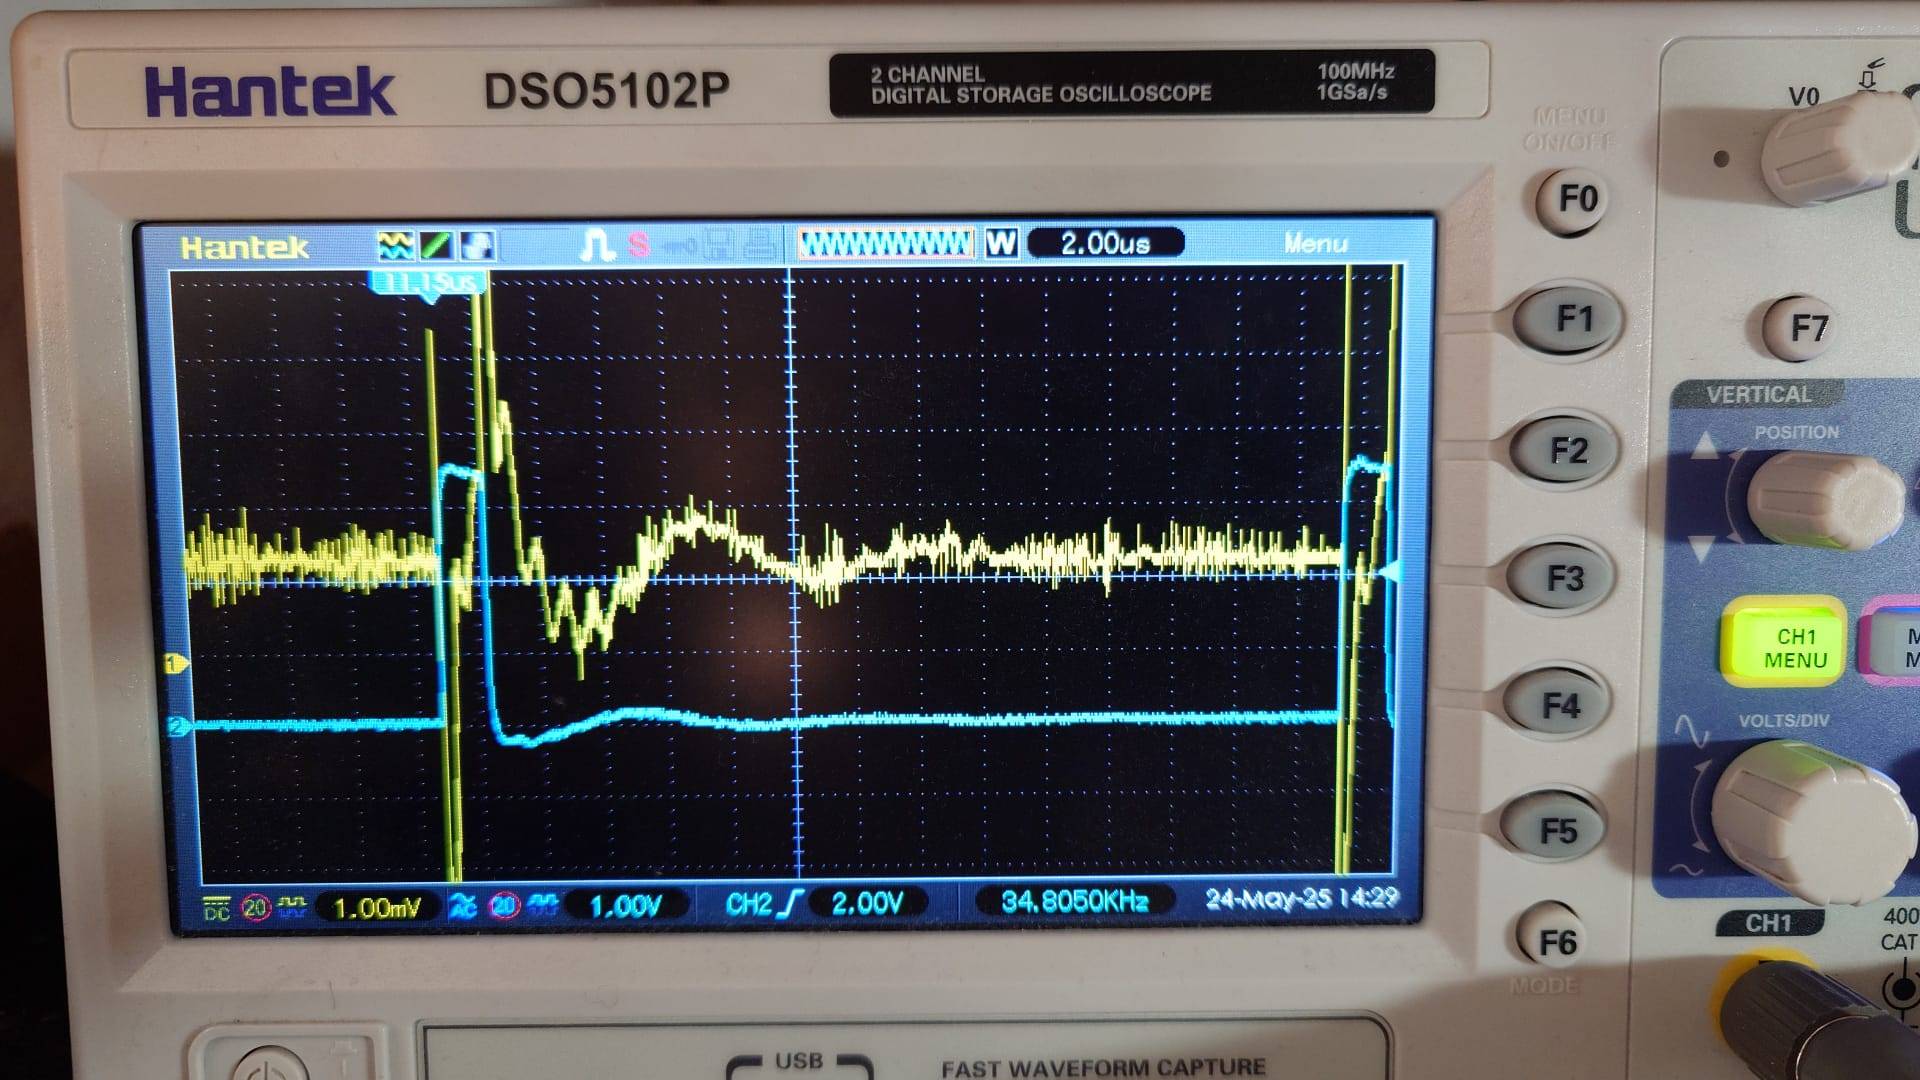 Hantek DSO5102P
2 CHANNEL
DIGITAL STORAGE OSCILLOSCOPE
100MHz
1GSa/s
MENU
ON/OFF
V0
F0
Hantek
S
W
2.00us
Menu
11.15us
F1
F7
VERTICAL
POSITION
F2
F3
CH1
MENU
M
M
1
2
F4
VOLTS/DIV
F5
DC 20 1.00mV AC 20 1.00V CH2 2.00V 34.8050KHz 24-May-25 14:29
F6
MODE
CH1
400
CAT
USB
FAST WAVEFORM CAPTURE